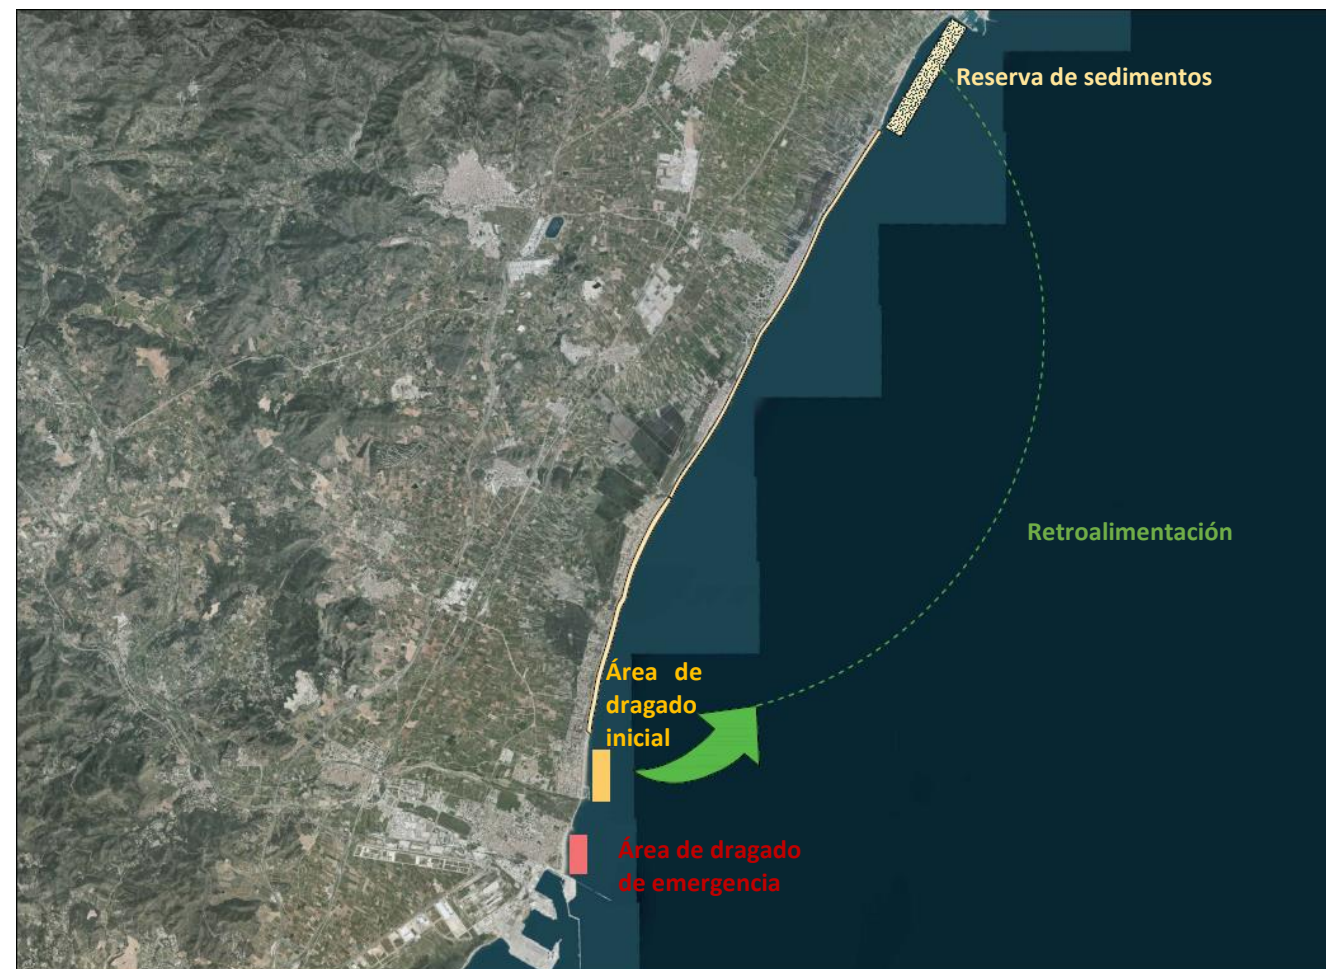 Reserva de sedimentos
Retroalimentación
Área de
dragado
inicial
Área de dragado
de emergencia